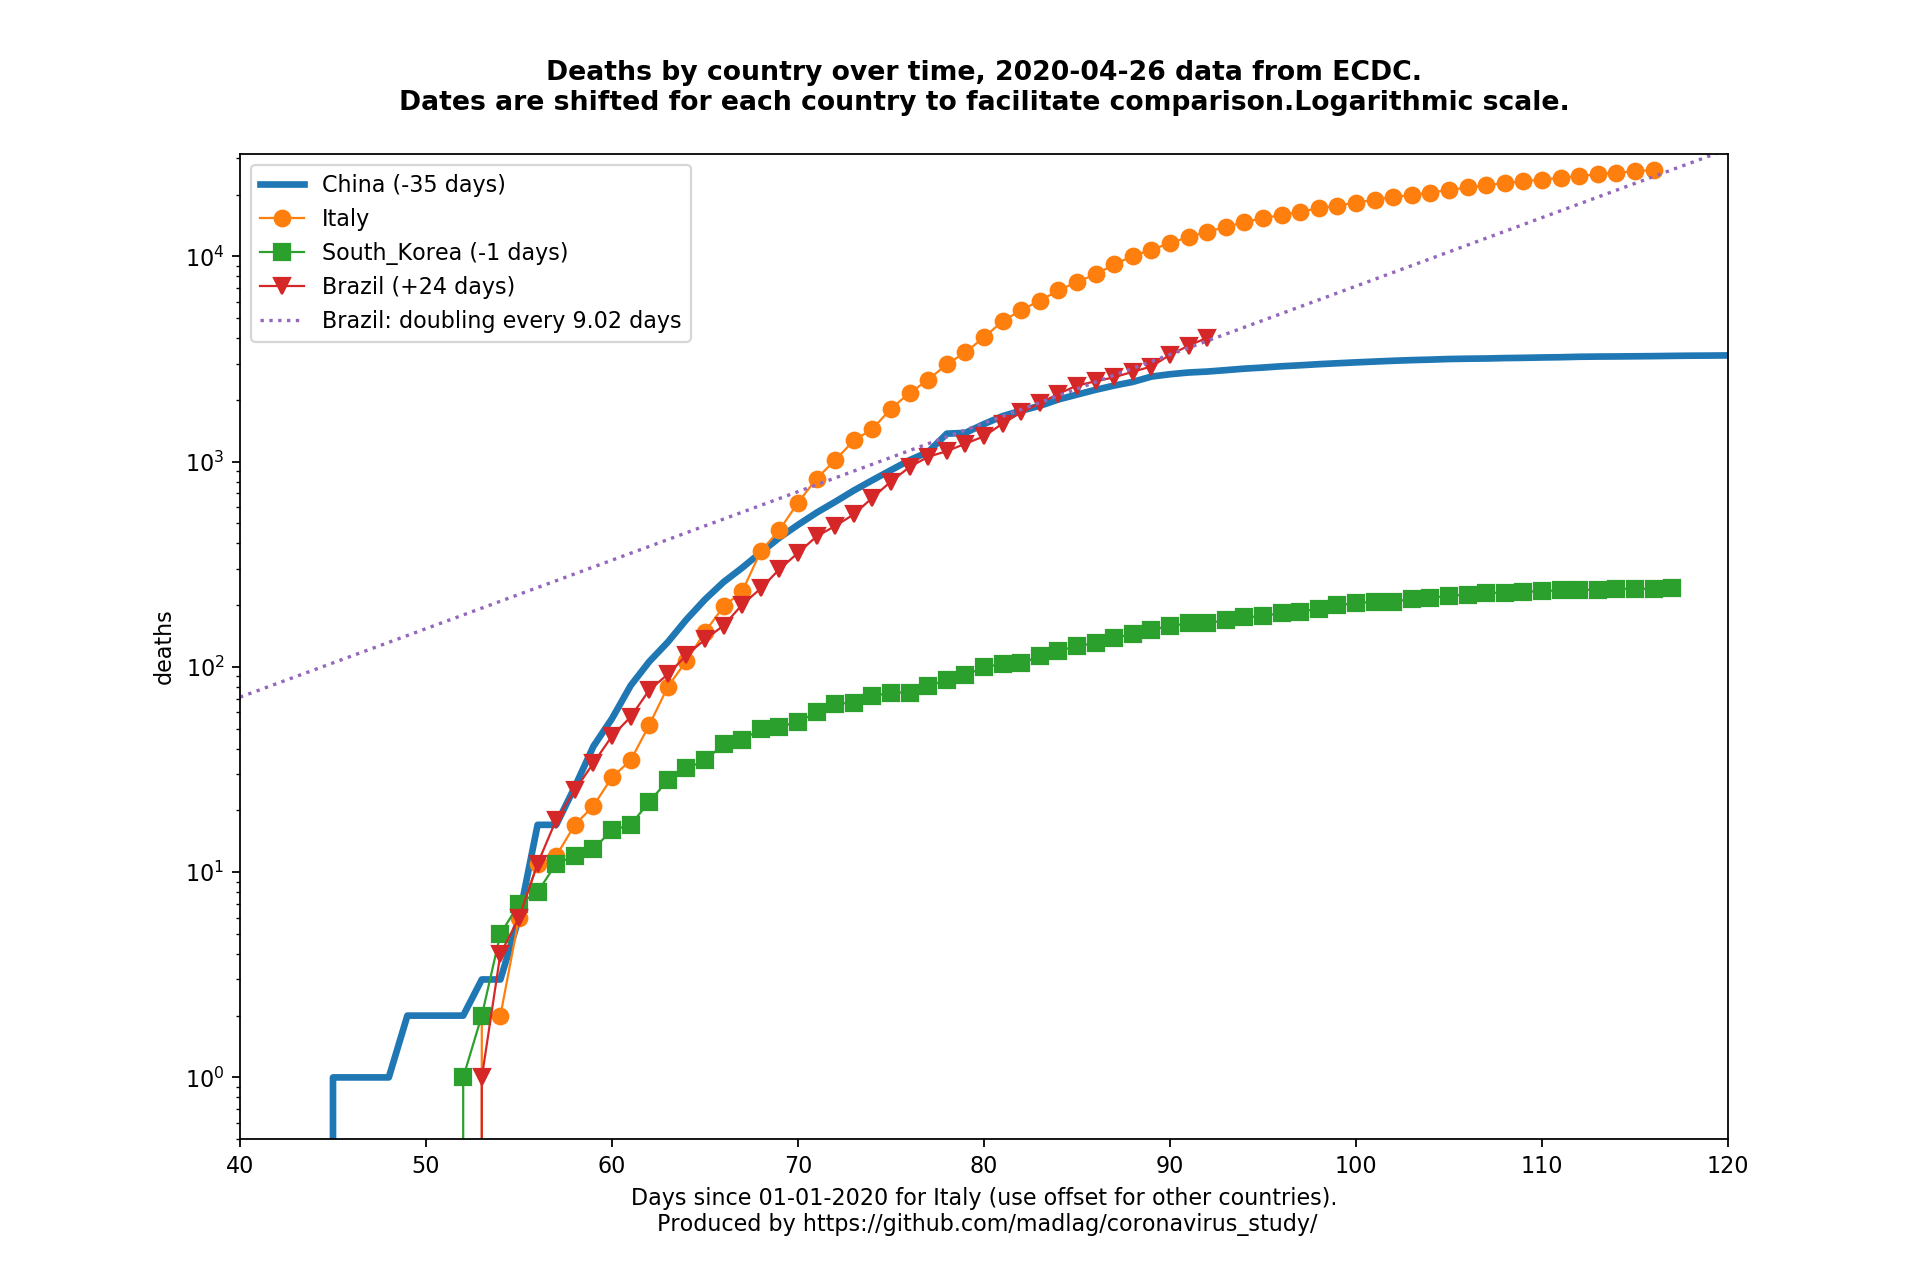 Deaths by country over time, 2020-04-26 data from ECDC.
Dates are shifted for each country to facilitate comparison.Logarithmic scale.
China (-35 days)
Italy
South_Korea (-1 days)
Brazil (+24 days)
Brazil: doubling every 9.02 days
deaths
10⁴
10³
10²
10¹
10⁰
40 50 60 70 80 90 100 110 120
Days since 01-01-2020 for Italy (use offset for other countries).
Produced by https://github.com/madlag/coronavirus_study/